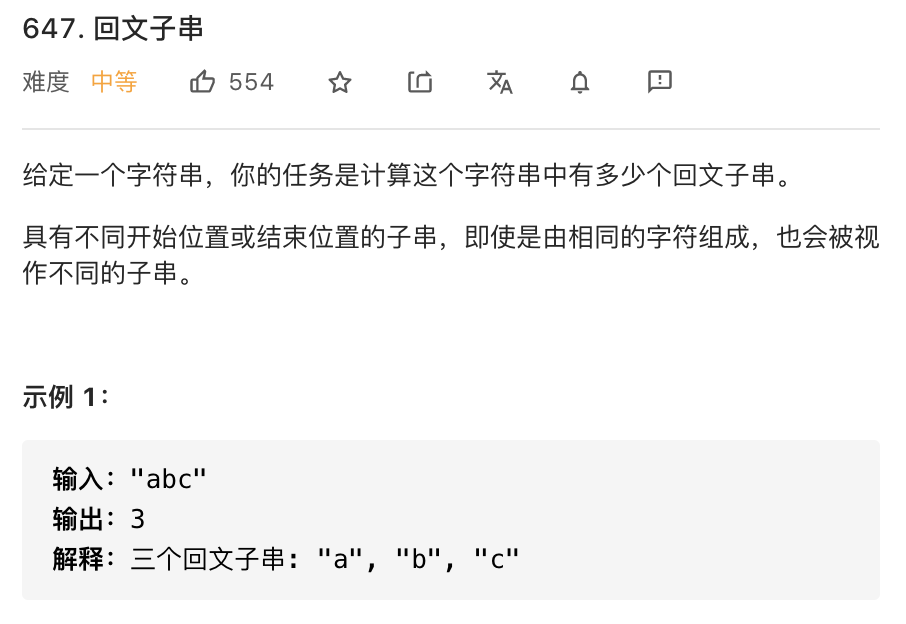 647. 回文子串
难度 中等 554
给定一个字符串，你的任务是计算这个字符串中有多少个回文子串。
具有不同开始位置或结束位置的子串，即使是由相同的字符组成，也会被视
作不同的子串。
示例 1：
输入："abc"
输出：3
解释：三个回文子串: "a", "b", "c"